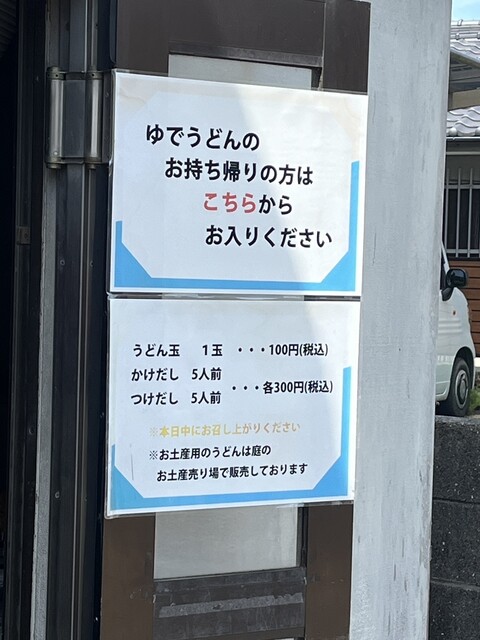 ゆでうどんの
お持ち帰りの方は
こちらから
お入りください
うどん玉　1玉　・・・100円(税込)
かけだし　5人前
・・・各300円(税込)
つけだし　5人前
※本日中にお召し上がりください
※お土産用のうどんは庭の
お土産売り場で販売しております